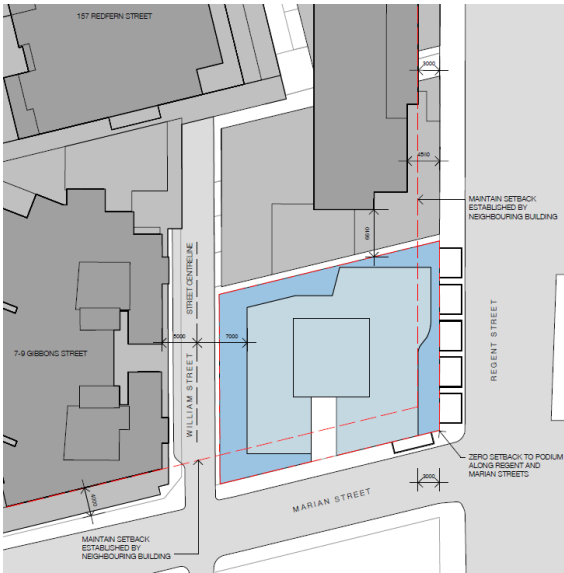 157 REDFERN STREET
3000
4500
MAINTAIN SETBACK
ESTABLISHED BY
NEIGHBOURING BUILDING
STREET CENTRELINE
REGENT STREET
5000
7000
7-9 GIBBONS STREET
WILLIAM STREET
ZERO SETBACK TO PODIUM
ALONG REGENT AND
MARIAN STREETS
3000
MARIAN STREET
4000
MAINTAIN SETBACK
ESTABLISHED BY
NEIGHBOURING BUILDING